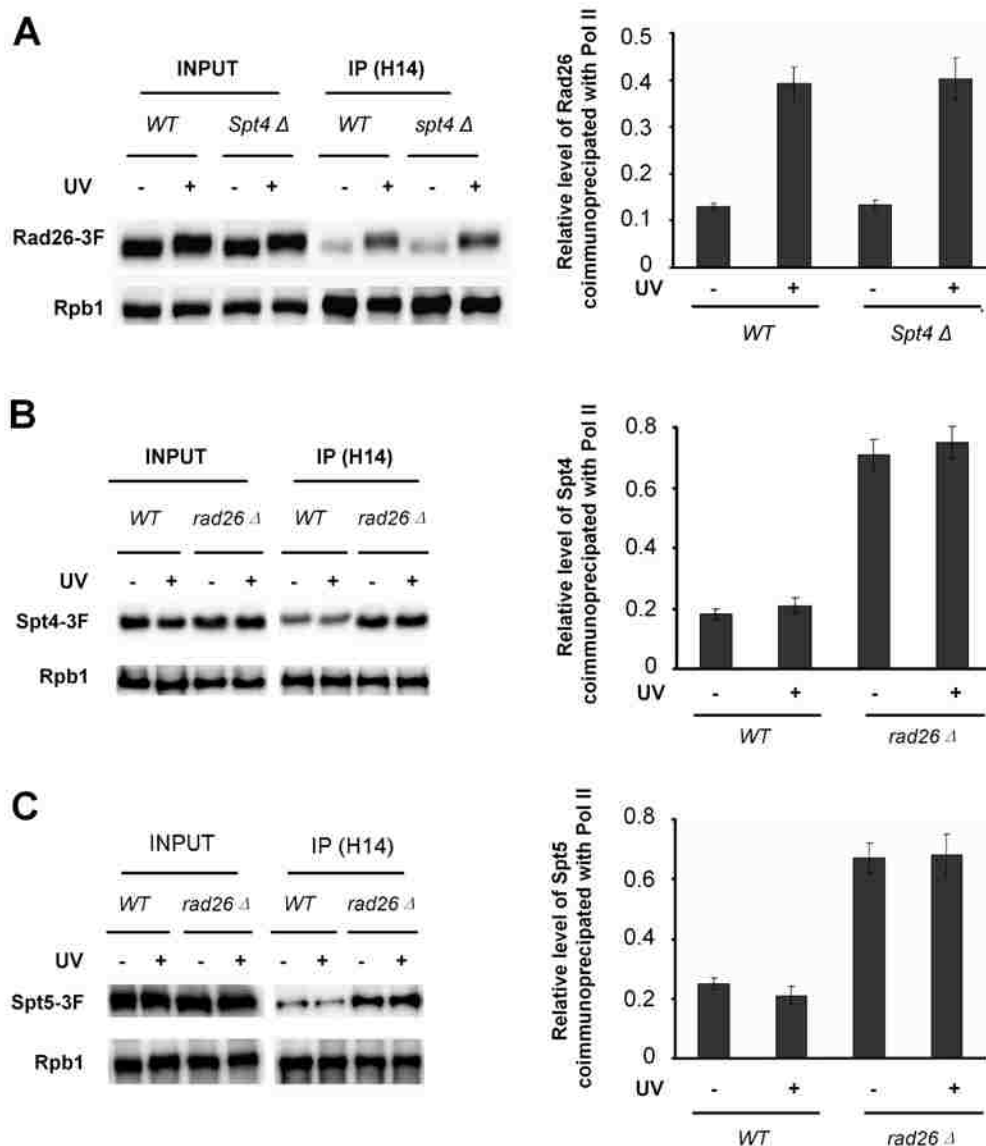 A
INPUT IP (H14)
WT Spt4 Δ WT spt4 Δ
UV - + - + - + - +
Rad26-3F
Rpb1
Relative level of Rad26
coimmunoprecipated with Pol II
0.5
0.4
0.3
0.2
0.1
0
UV - + - +
WT Spt4 Δ
B
INPUT IP (H14)
WT rad26 Δ WT rad26 Δ
UV - + - + - + - +
Spt4-3F
Rpb1
Relative level of Spt4
coimmunoprecipated with Pol II
0.8
0.6
0.4
0.2
0
UV - + - +
WT rad26 Δ
C
INPUT IP (H14)
WT rad26 Δ WT rad26 Δ
UV - + - + - + - +
Spt5-3F
Rpb1
Relative level of Spt5
coimmunoprecipated with Pol II
0.8
0.6
0.4
0.2
0
UV - + - +
WT rad26 Δ